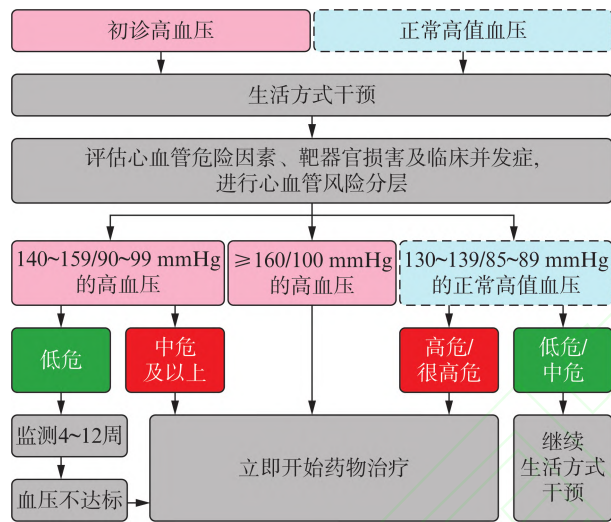 初诊高血压
正常高值血压
生活方式干预
评估心血管危险因素、靶器官损害及临床并发症,
进行心血管风险分层
140~159/90~99 mmHg
的高血压
≥160/100 mmHg
的高血压
130~139/85~89 mmHg
的正常高值血压
低危
中危
及以上
高危/
很高危
低危/
中危
监测4~12周
血压不达标
立即开始药物治疗
继续
生活方式
干预